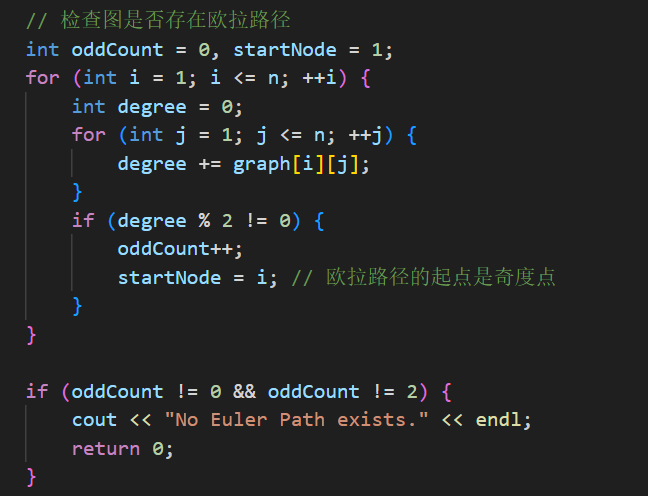 // 检查图是否存在欧拉路径
int oddCount = 0, startNode = 1;
for (int i = 1; i <= n; ++i) {
    int degree = 0;
    for (int j = 1; j <= n; ++j) {
        degree += graph[i][j];
    }
    if (degree % 2 != 0) {
        oddCount++;
        startNode = i; // 欧拉路径的起点是奇度点
    }
}

if (oddCount != 0 && oddCount != 2) {
    cout << "No Euler Path exists." << endl;
    return 0;
}